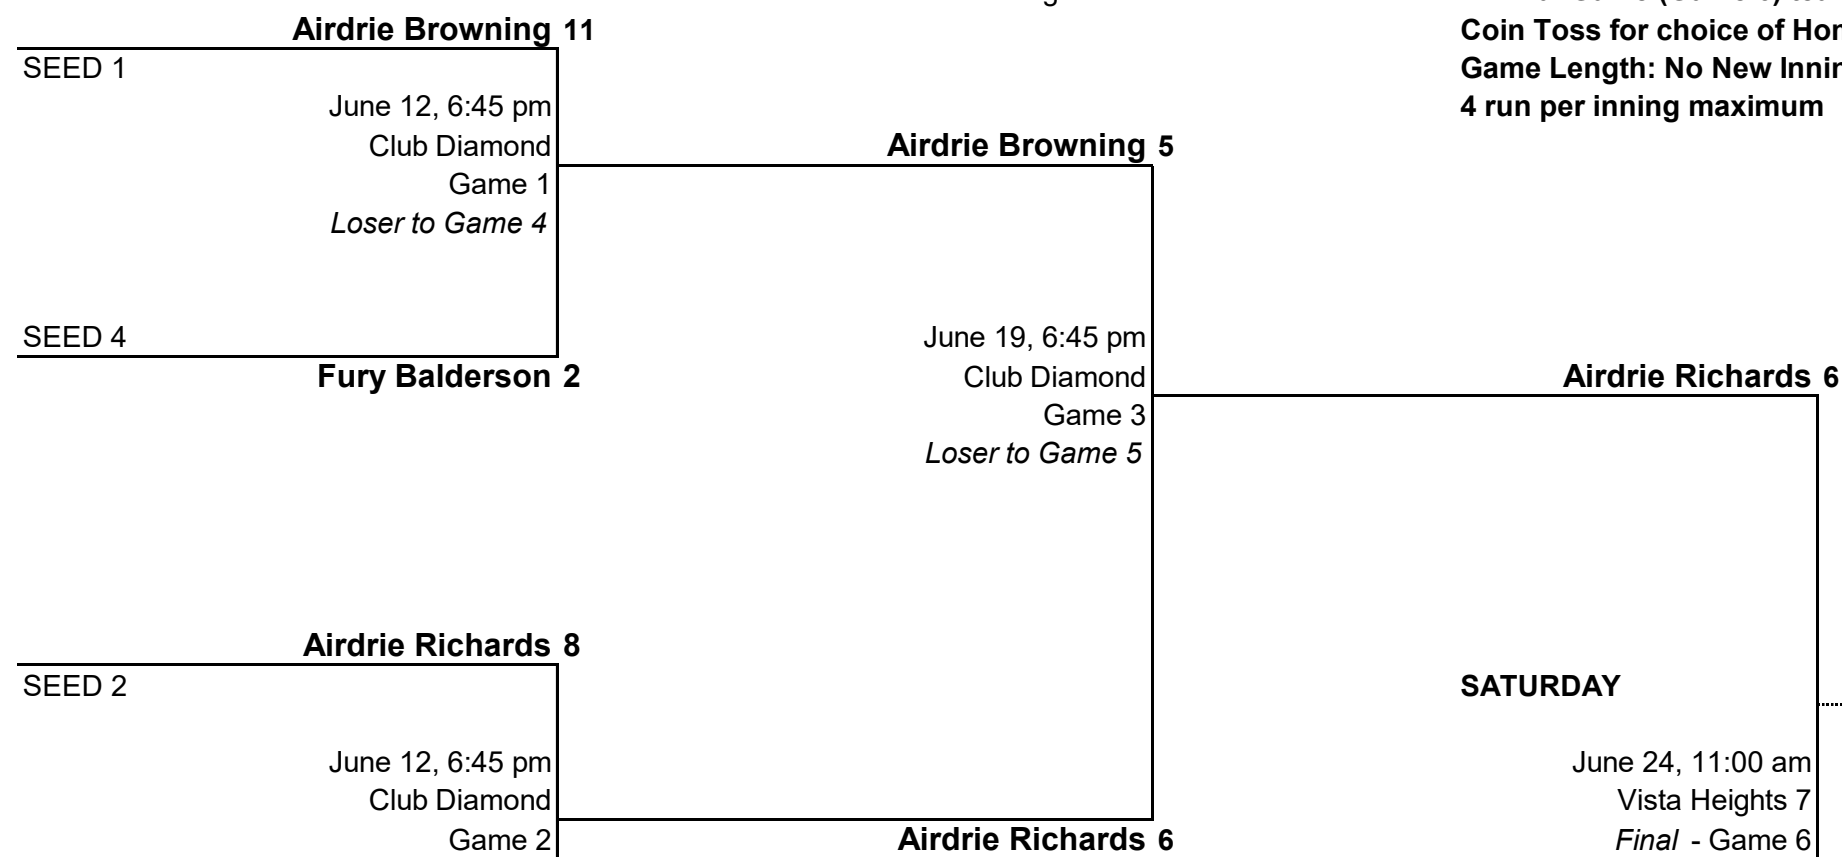 Airdrie Browning 11
Coin Toss for choice of
SEED 1
Game Length: No New
June 12, 6:45 pm
4 run per inning maximum
Club Diamond
Airdrie Browning 5
Game 1
Loser to Game 4
SEED 4
June 19, 6:45 pm
Fury Balderson 2
Club Diamond
Airdrie Richards 6
Game 3
Loser to Game 5
Airdrie Richards 8
SEED 2
SATURDAY
June 12, 6:45 pm
June 24, 11:00 am
Club Diamond
Vista Heights 7
Game 2
Airdrie Richards 6
Final - Game 6